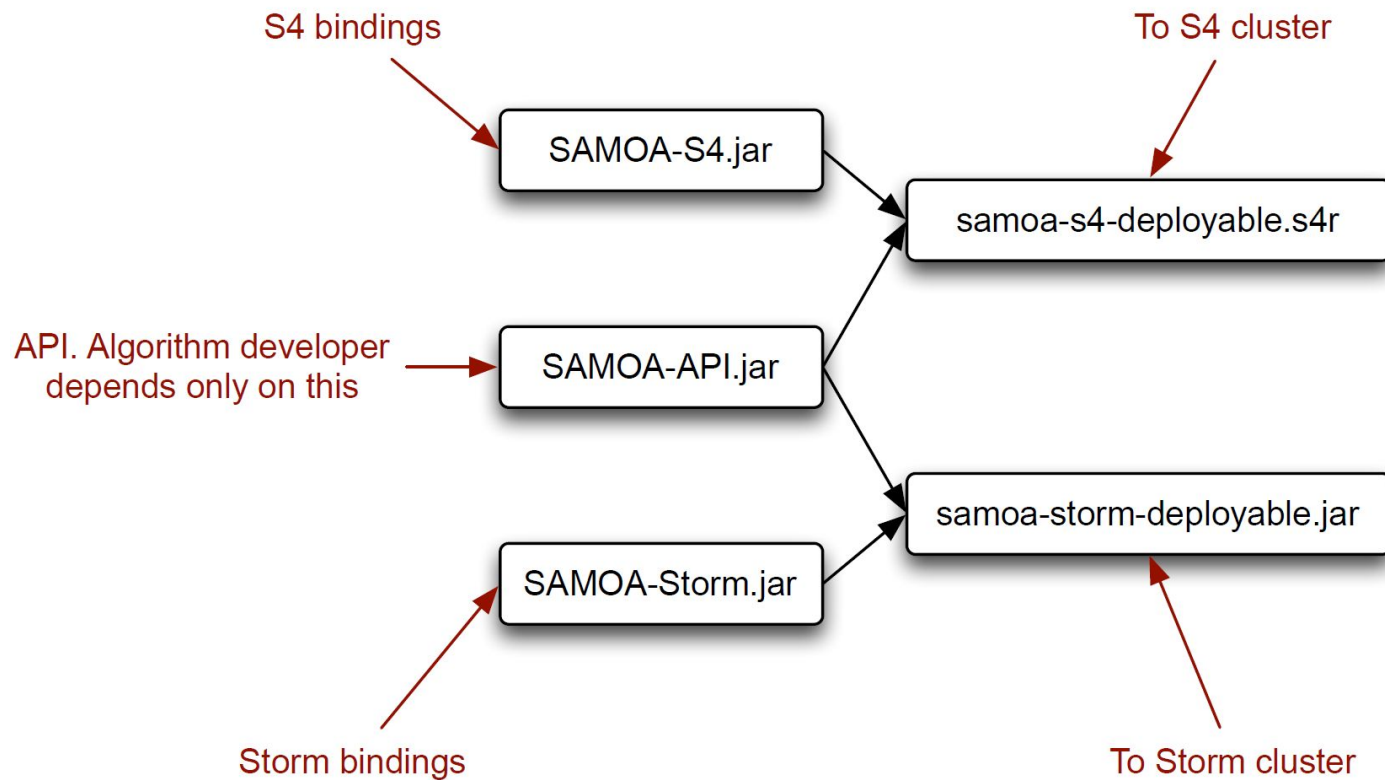 S4 bindings
To S4 cluster
SAMOA-S4.jar
samoa-s4-deployable.s4r
API. Algorithm developer
depends only on this
SAMOA-API.jar
samoa-storm-deployable.jar
SAMOA-Storm.jar
Storm bindings
To Storm cluster